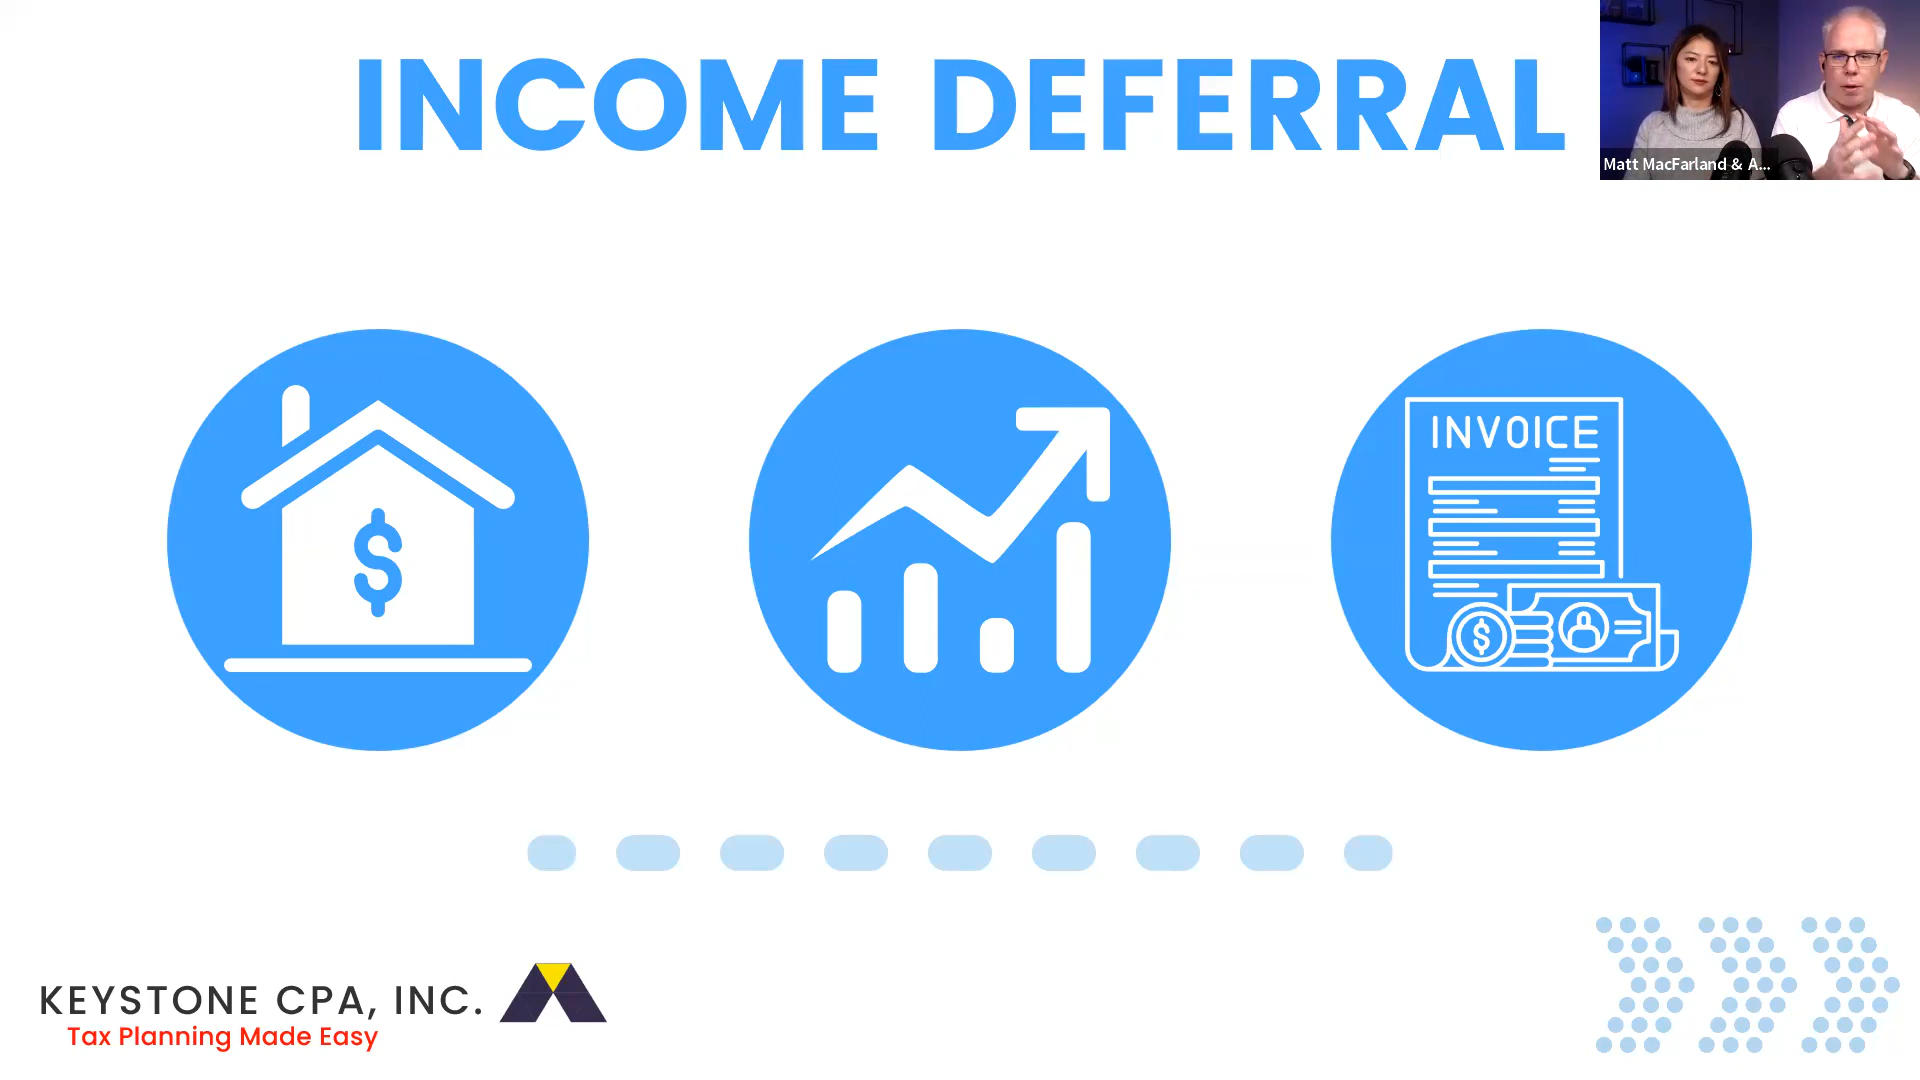 INCOME DEFERRAL
Matt MacFarland & A...
INVOICE
$
$
KEYSTONE CPA, INC.
Tax Planning Made Easy